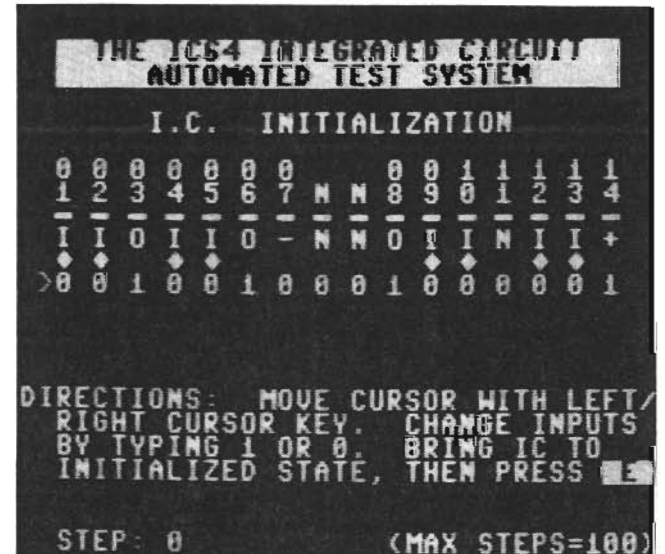 THE IC64 INTEGRATED CIRCUIT
AUTOMATED TEST SYSTEM
I.C. INITIALIZATION
0 0 0 0 0 0 0 0 0 1 1 1 1 1
1 2 3 4 5 6 7 N N 8 9 0 1 2 3 4
- - - - - - - - - - - - - - - -
I I O I I O - N N O I I N I I +
>0 0 1 0 0 1 0 0 0 1 0 0 0 0 0 1
DIRECTIONS: MOVE CURSOR WITH LEFT/
RIGHT CURSOR KEY. CHANGE INPUTS
BY TYPING 1 OR 0. BRING IC TO
INITIALIZED STATE, THEN PRESS
STEP: 0 (MAX STEPS=100)